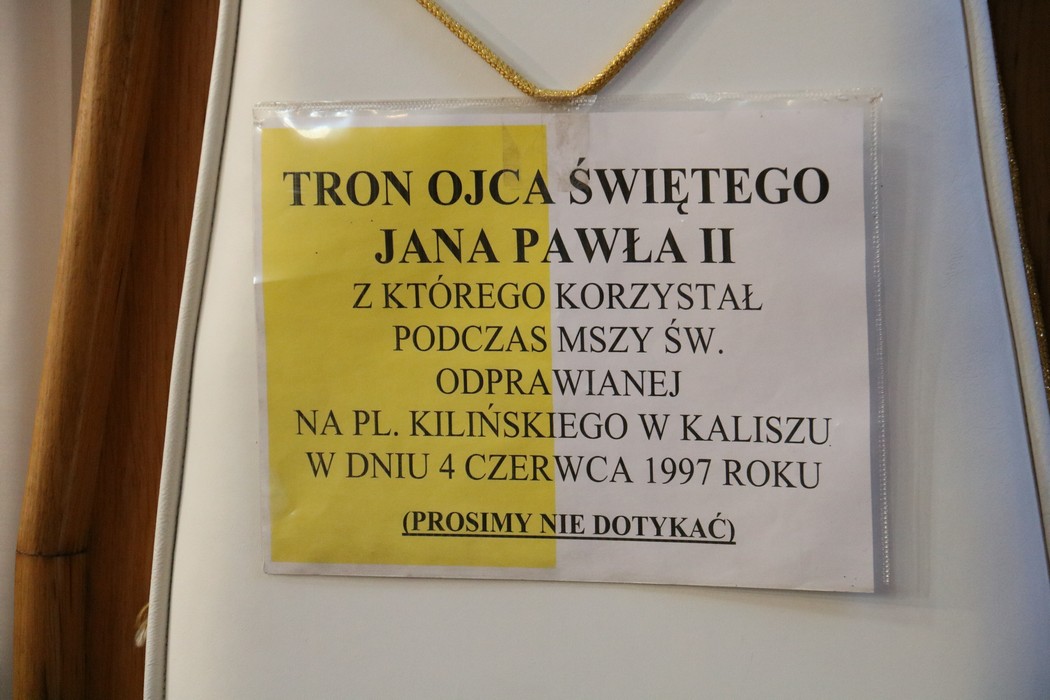 TRON OJCA ŚWIĘTEGO
JANA PAWŁA II
Z KTÓREGO KORZYSTAŁ
PODCZAS MSZY ŚW.
ODPRAWIANEJ
NA PL. KILIŃSKIEGO W KALISZU
W DNIU 4 CZERWCA 1997 ROKU
(PROSIMY NIE DOTYKAĆ)